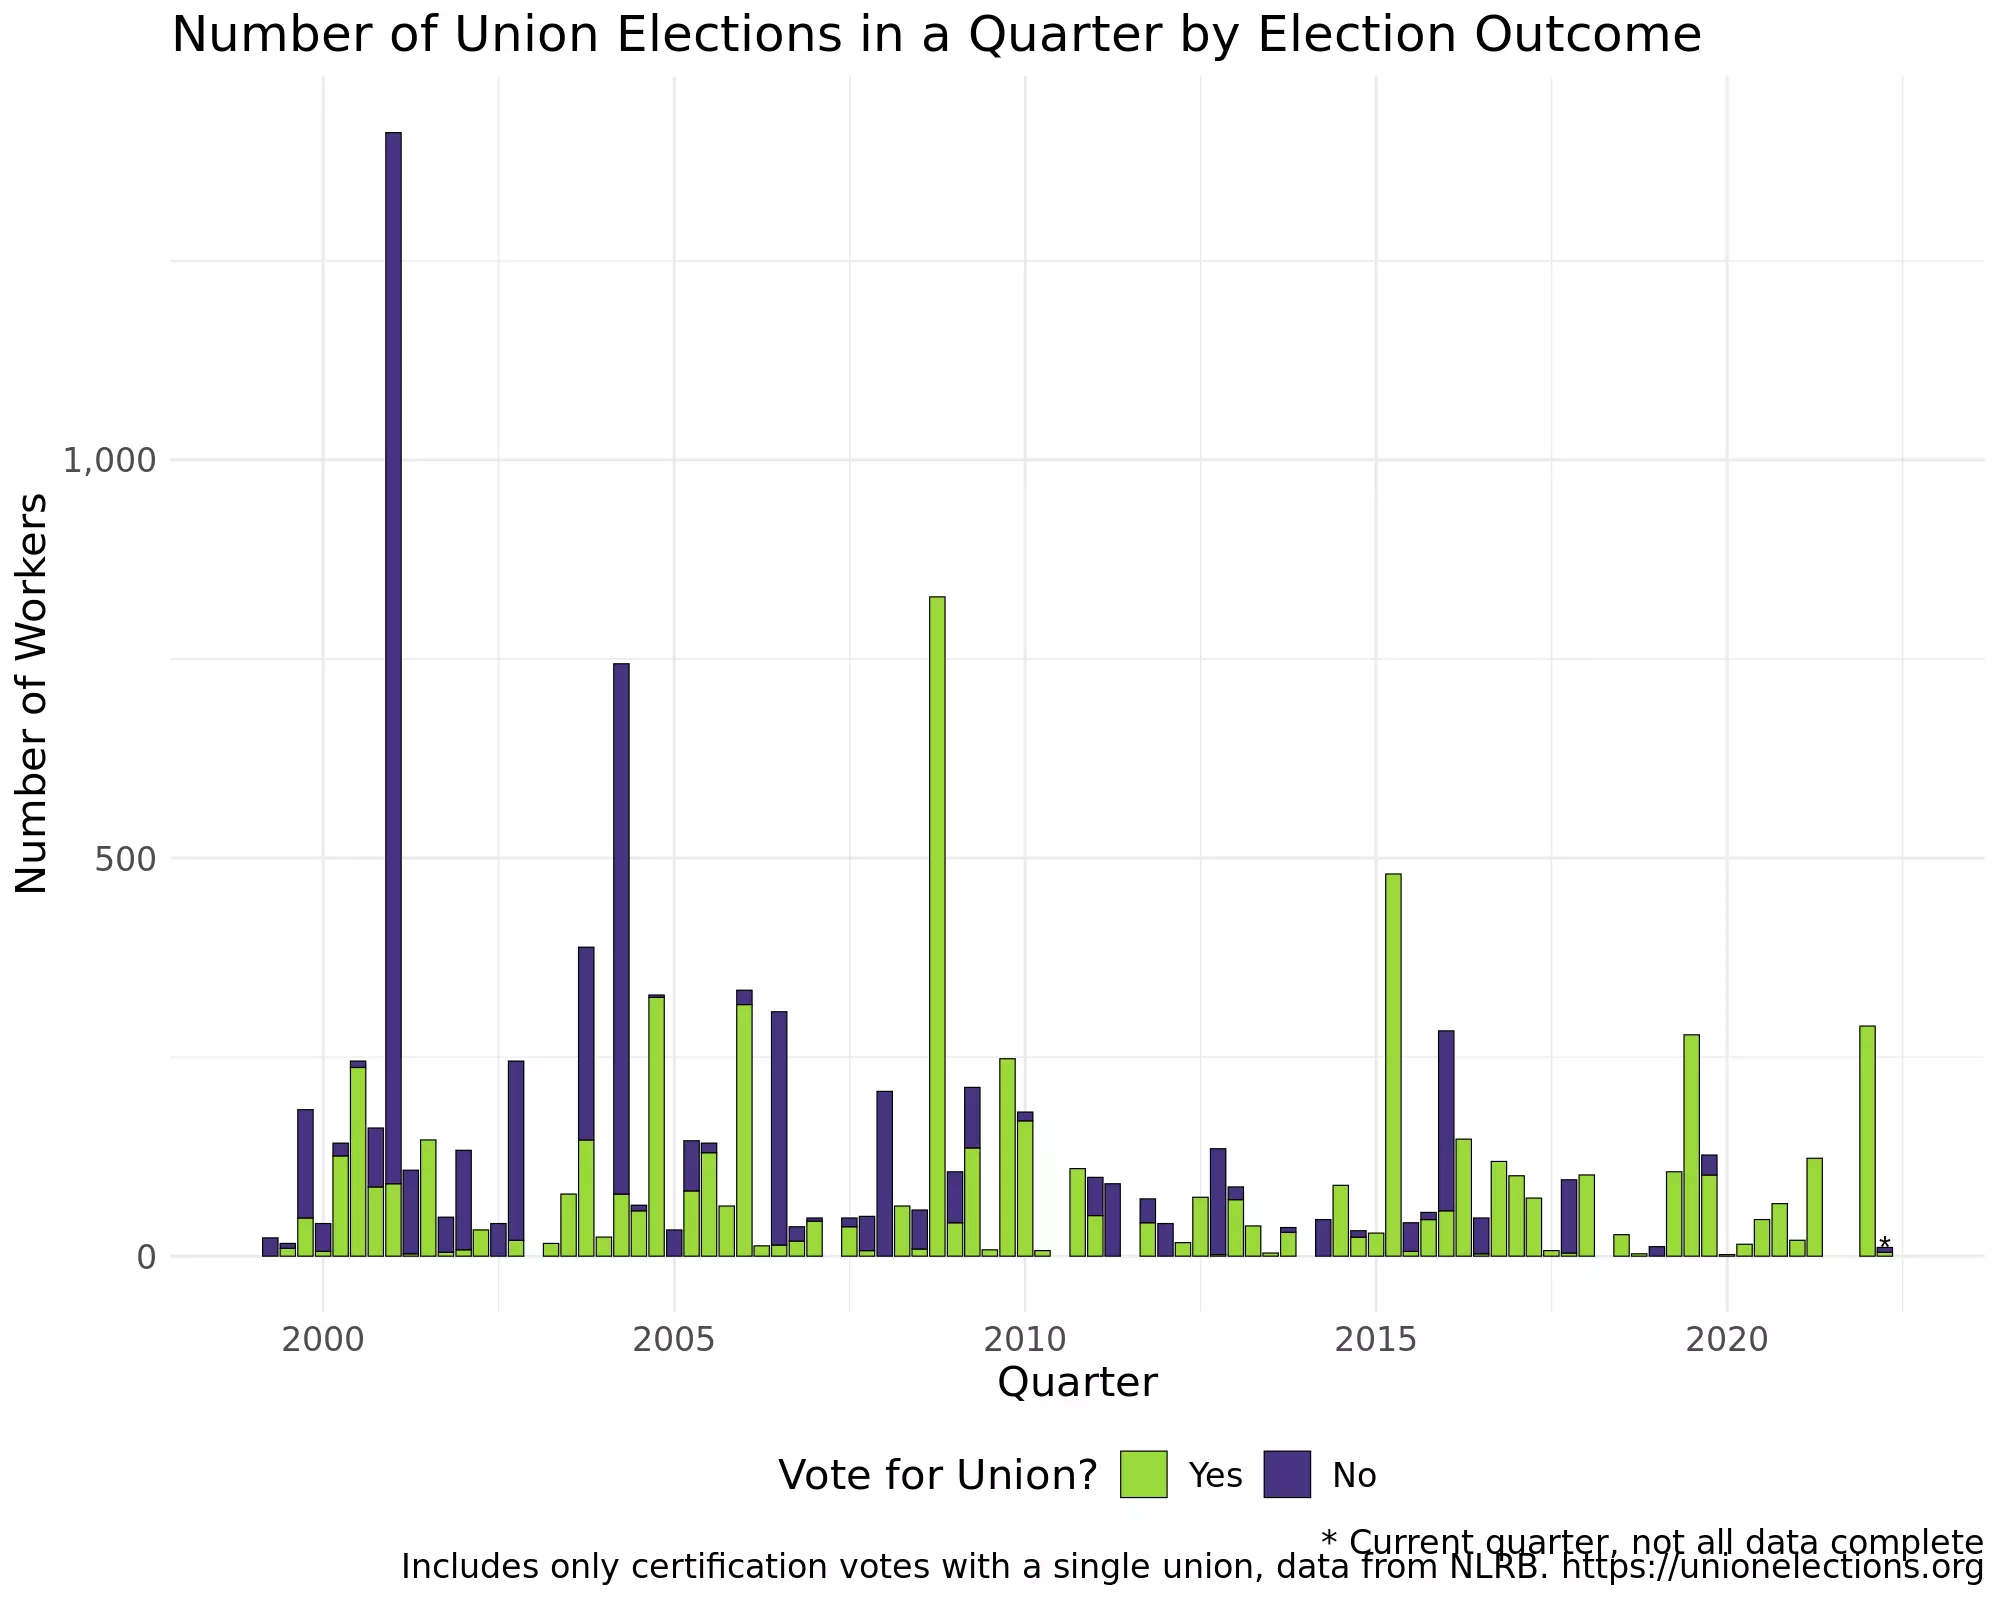 Number of Union Elections in a Quarter by Election Outcome
Number of Workers
1,000
500
0
*
2000 2005 2010 2015 2020
Quarter
Vote for Union? Yes No
* Current quarter, not all data complete
Includes only certification votes with a single union, data from NLRB. https://unionelections.org